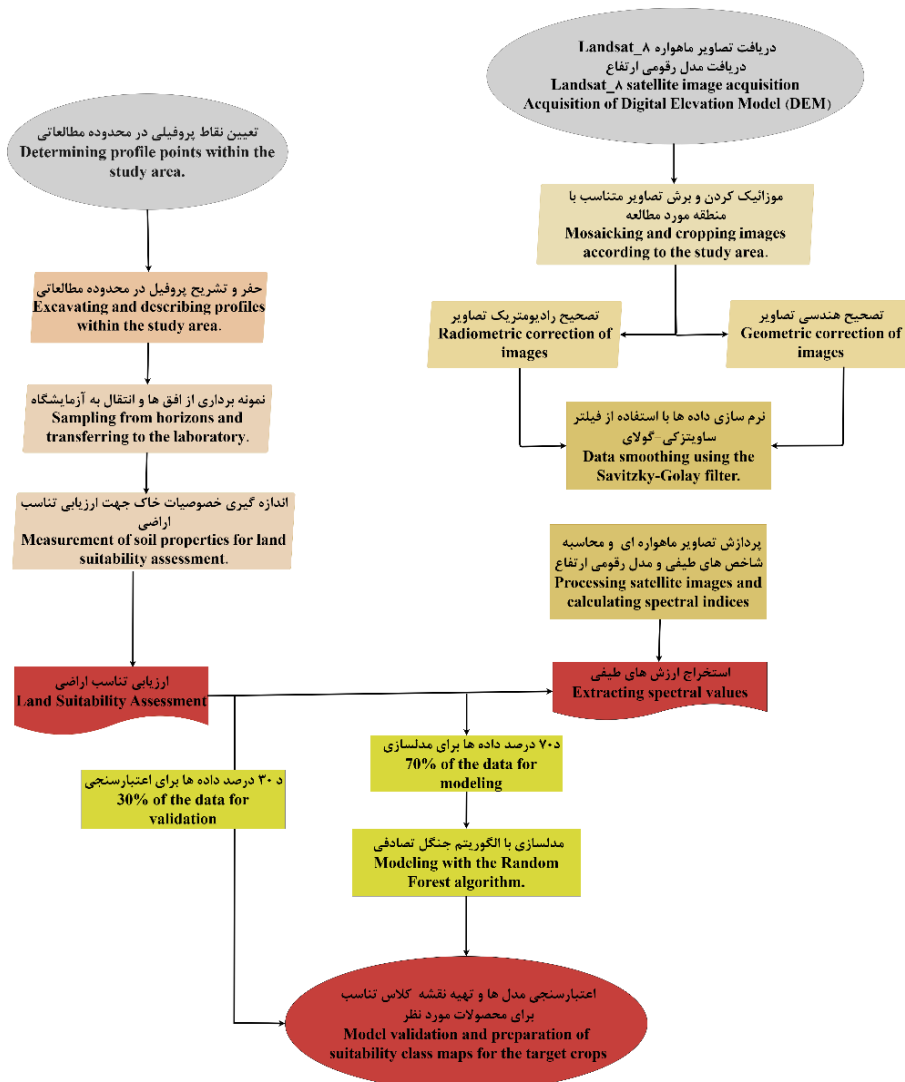 دریافت تصاویر ماهواره Landsat_۸
دریافت مدل رقومی ارتفاع
Landsat_۸ satellite image acquisition
Acquisition of Digital Elevation Model (DEM)
تعیین نقاط پروفیلی در محدوده مطالعاتی
Determining profile points within the
study area.
موزائیک کردن و برش تصاویر متناسب با
منطقه مورد مطالعه
Mosaicking and cropping images
according to the study area.
حفر و تشریح پروفیل در محدوده مطالعاتی
Excavating and describing profiles
within the study area.
تصحیح رادیومتریک تصاویر
Radiometric correction of
images
تصحیح هندسی تصاویر
Geometric correction of
images
نمونه برداری از افق ها و انتقال به آزمایشگاه
Sampling from horizons and
transferring to the laboratory.
نرم سازی داده ها با استفاده از فیلتر
ساویتزکی-گولای
Data smoothing using the
Savitzky-Golay filter.
اندازه گیری خصوصیات خاک جهت ارزیابی تناسب
اراضی
Measurement of soil properties for land
suitability assessment.
پردازش تصاویر ماهواره ای و محاسبه
شاخص های طیفی و مدل رقومی ارتفاع
Processing satellite images and
calculating spectral indices
ارزیابی تناسب اراضی
Land Suitability Assessment
استخراج ارزش های طیفی
Extracting spectral values
د ۳۰ درصد داده ها برای اعتبارسنجی
30% of the data for
validation
د۷۰ درصد داده ها برای مدلسازی
70% of the data for
modeling
مدلسازی با الگوریتم جنگل تصادفی
Modeling with the Random
Forest algorithm.
اعتبارسنجی مدل ها و تهیه نقشه کلاس تناسب
برای محصولات مورد نظر
Model validation and preparation of
suitability class maps for the target crops